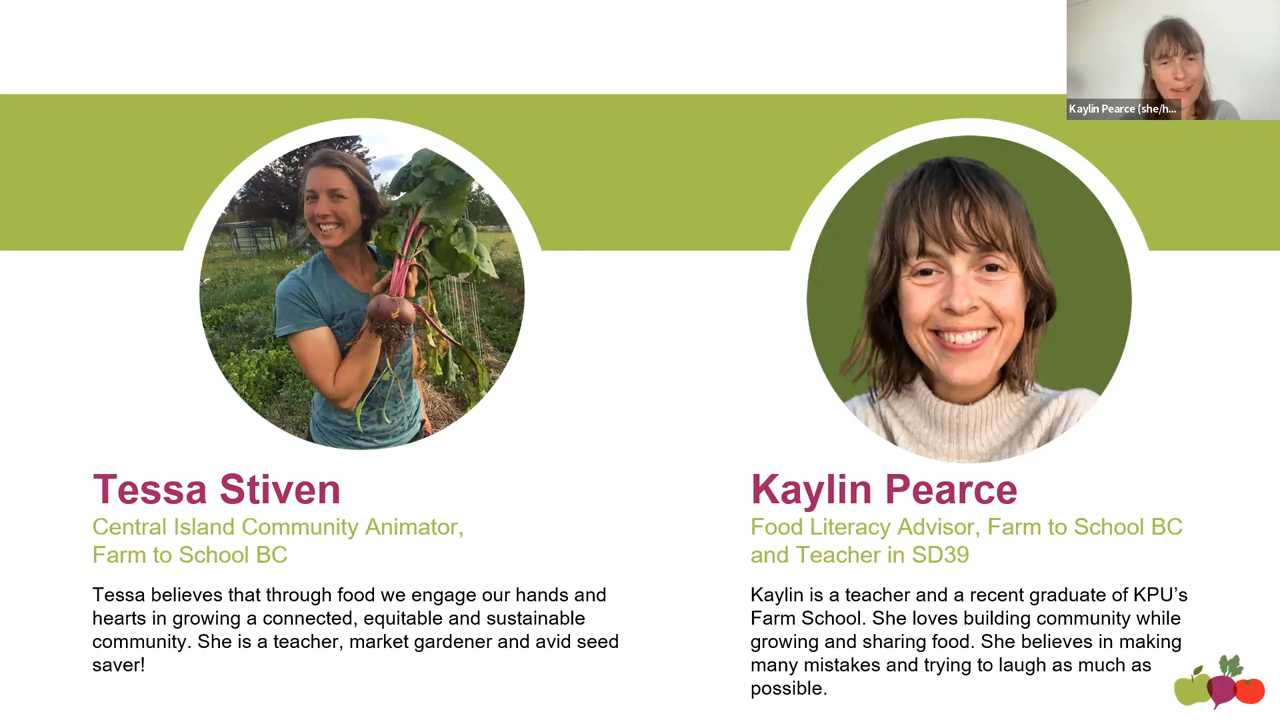 Kaylin Pearce (she/h...
Tessa Stiven
Central Island Community Animator,
Farm to School BC
Tessa believes that through food we engage our hands and
hearts in growing a connected, equitable and sustainable
community. She is a teacher, market gardener and avid seed
saver!
Kaylin Pearce
Food Literacy Advisor, Farm to School BC
and Teacher in SD39
Kaylin is a teacher and a recent graduate of KPU’s
Farm School. She loves building community while
growing and sharing food. She believes in making
many mistakes and trying to laugh as much as
possible.